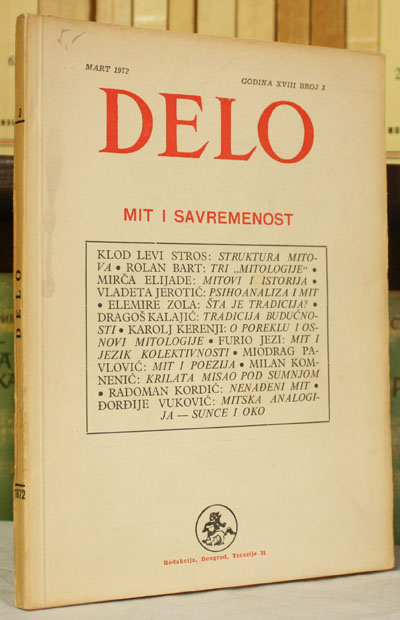 MART 1972
GODINA XVIII BROJ 3
DELO
MIT I SAVREMENOST
KLOD LEVI STROS: STRUKTURA MITO-
VA • ROLAN BART: TRI „MITOLOGIJE" •
MIRČA ELIJADE: MITOVI I ISTORIJA •
VLADETA JEROTIĆ: PSIHOANALIZA I MIT
• ELEMIRE ZOLA: ŠTA JE TRADICIJA? •
DRAGOŠ KALAJIĆ: TRADICIJA BUDUĆNO-
STI • KAROLJ KERENJI: O POREKLU I OS-
NOVI MITOLOGIJE • FURIO JEZI: MIT I
JEZIK KOLEKTIVNOSTI • MIODRAG PA-
VLOVIĆ: MIT I POEZIJA • MILAN KOM-
NENIĆ: KRILATA MISAO POD SUMNJOM
• RADOMAN KORDIĆ: NENAĐENI MIT •
ĐORĐIJE VUKOVIĆ: MITSKA ANALOGI-
JA — SUNCE I OKO
Redakcija, Beograd, Terazije 31
3
DELO
1972